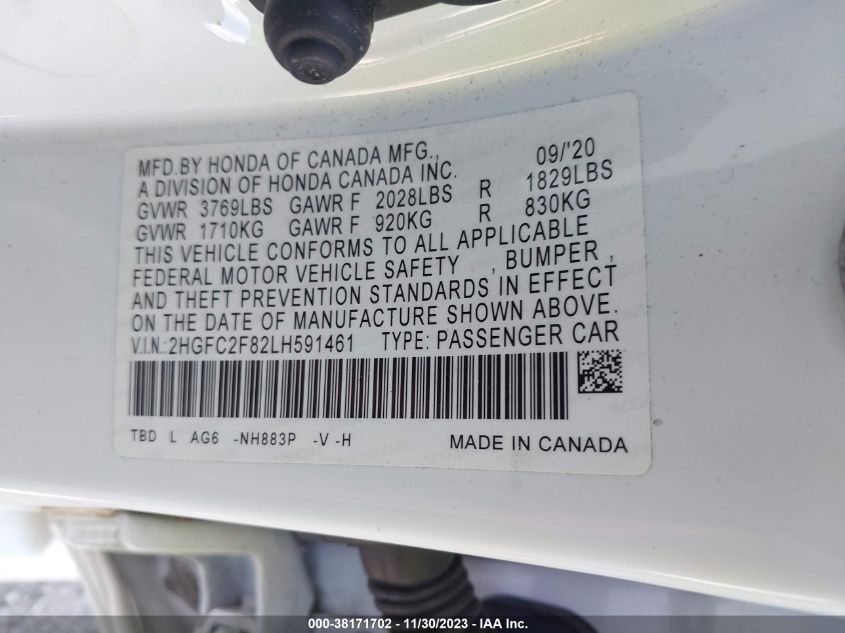 MFD.BY HONDA OF CANADA MFG., 09/'20
A DIVISION OF HONDA CANADA INC.
GVWR 3769LBS GAWR F 2028LBS R 1829LBS
GVWR 1710KG GAWR F 920KG R 830KG
THIS VEHICLE CONFORMS TO ALL APPLICABLE
FEDERAL MOTOR VEHICLE SAFETY , BUMPER ,
AND THEFT PREVENTION STANDARDS IN EFFECT
ON THE DATE OF MANUFACTURE SHOWN ABOVE.
V.I.N.:2HGFC2F82LH591461 TYPE: PASSENGER CAR
TBD L AG6 -NH883P -V -H MADE IN CANADA
000-38171702 - 11/30/2023 - IAA Inc.